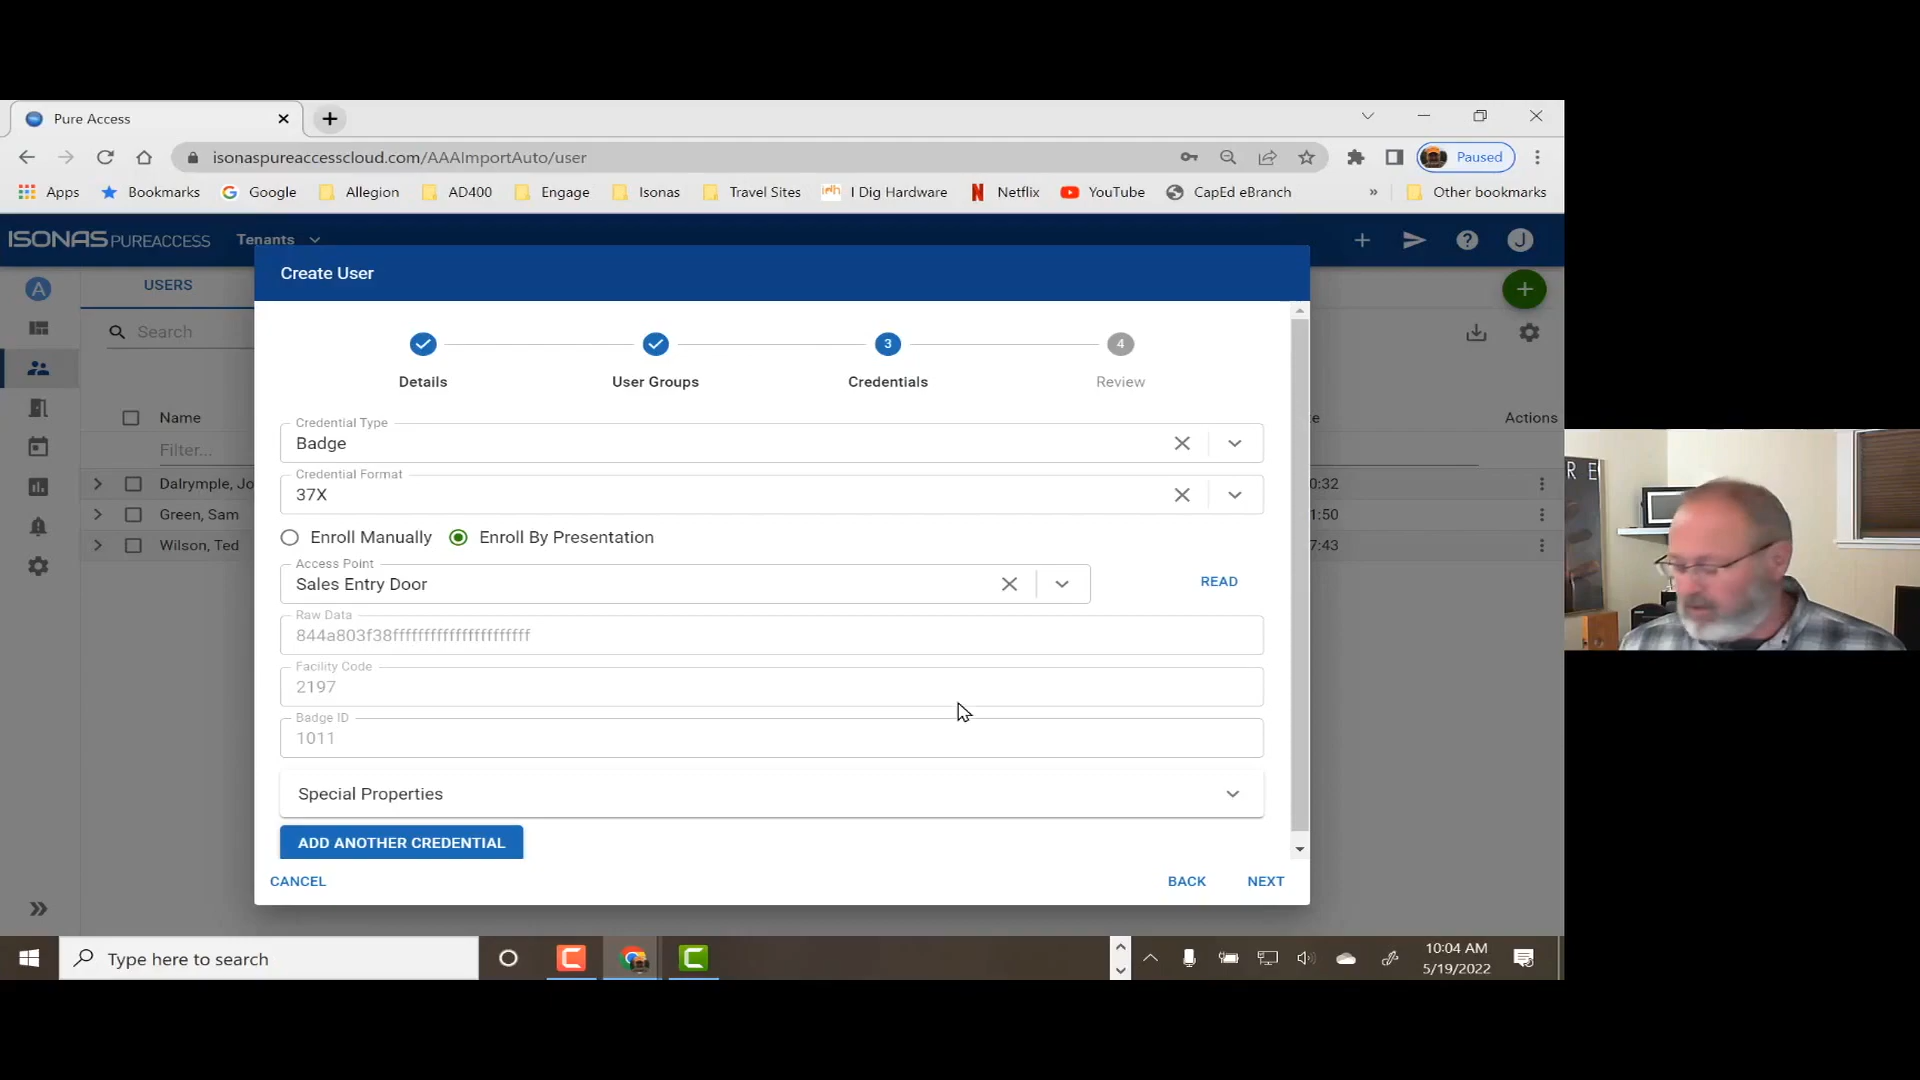 Pure Access
isonaspureaccesscloud.com/AAAImportAuto/user
Paused
Apps Bookmarks Google Allegion AD400 Engage Isonas Travel Sites I Dig Hardware Netflix YouTube CapEd eBranch » Other bookmarks
ISONAS PUREACCESS Tenants J
A USERS
Search
Create User
3 4
Details User Groups Credentials Review
Name te Actions
Filter...
Dalrymple, Jo 0:32
Green, Sam 1:50
Wilson, Ted 7:43
Credential Type
Badge
Credential Format
37X
Enroll Manually Enroll By Presentation
Access Point
Sales Entry Door READ
Raw Data
844a803f38ffffffffffffffffffffff
Facility Code
2197
Badge ID
1011
Special Properties
ADD ANOTHER CREDENTIAL
CANCEL BACK NEXT
R E
Type here to search
10:04 AM
5/19/2022